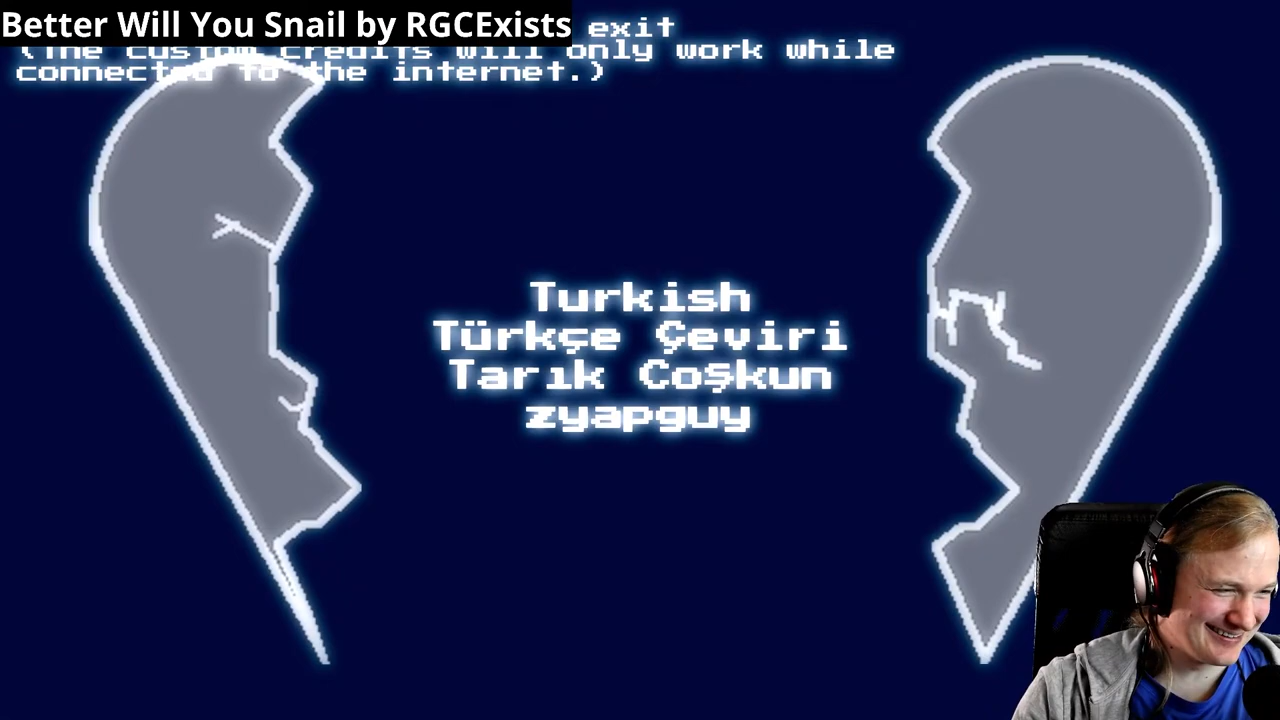 Better Will You Snail by RGCExists
exit
(The custom credits will only work while
connected to the internet.)
Turkish
Türkçe Çeviri
Tarık Coşkun
zyapguy